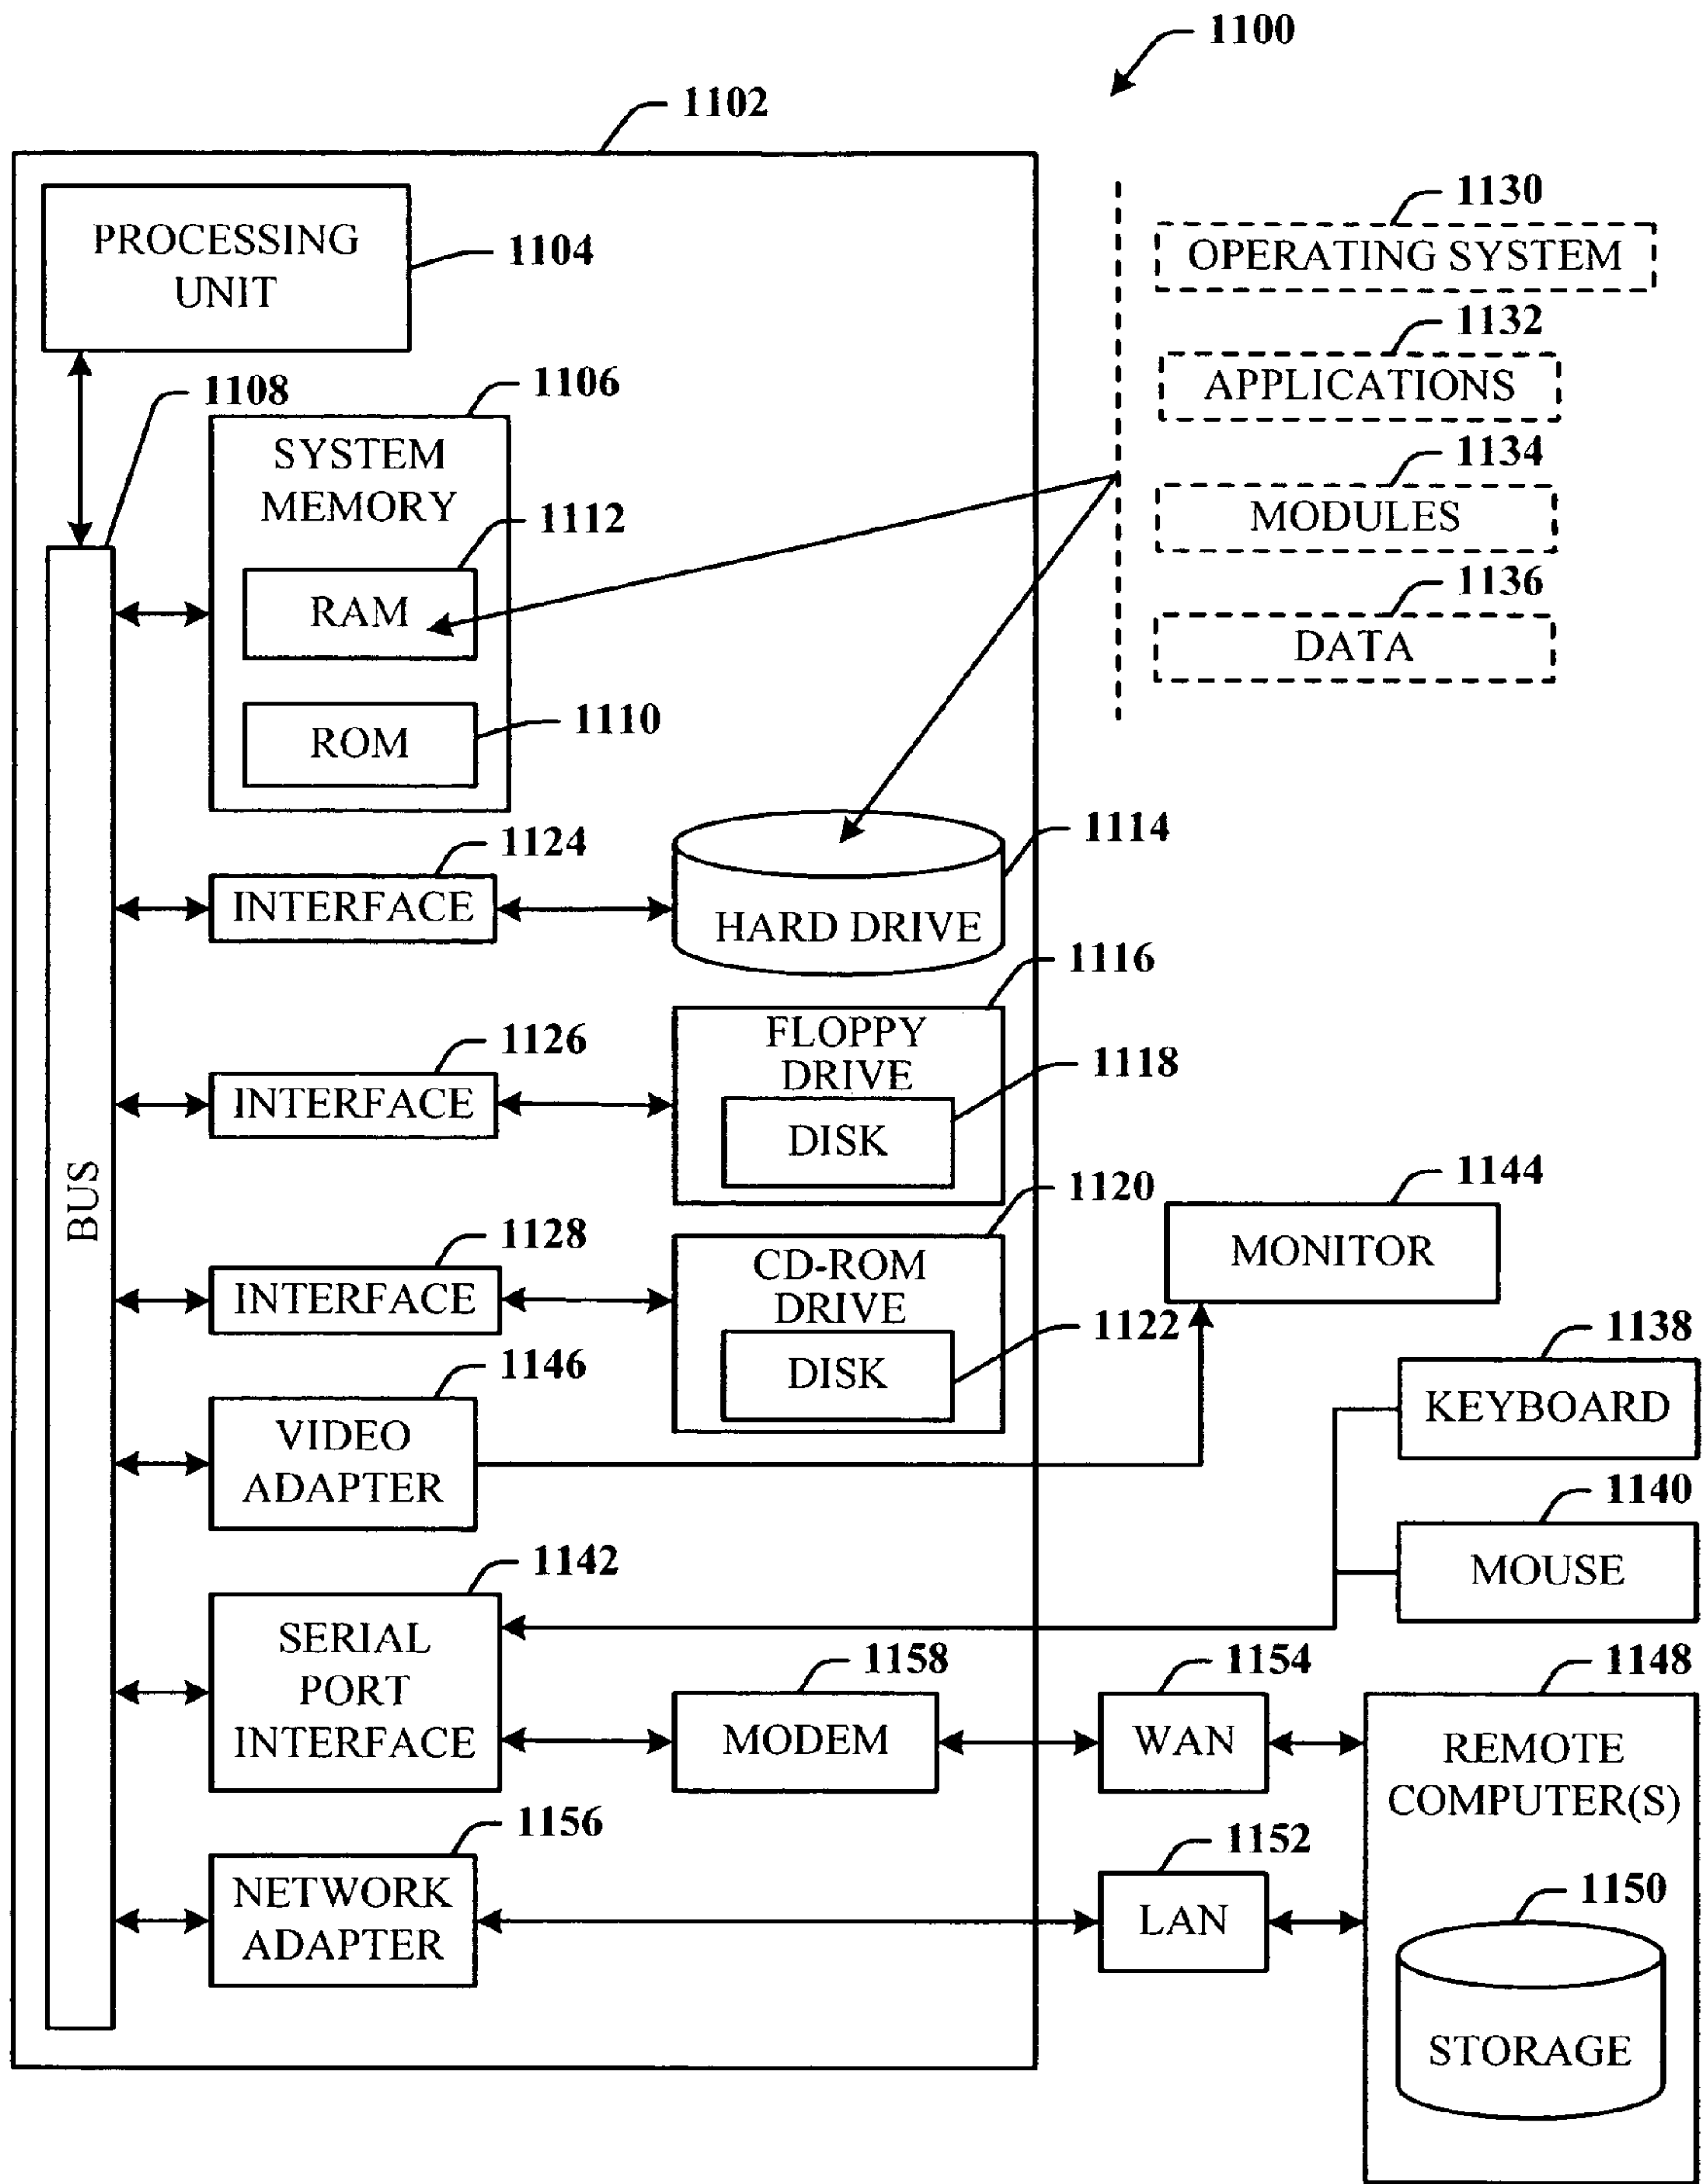 1100
1102
PROCESSING
UNIT
1104
1130
OPERATING SYSTEM
1132
APPLICATIONS
1134
MODULES
1136
DATA
1108
1106
SYSTEM
MEMORY
1112
RAM
1110
ROM
1124
INTERFACE
1114
HARD DRIVE
1116
FLOPPY
DRIVE
1126
INTERFACE
1118
DISK
BUS
1120
CD-ROM
DRIVE
1128
INTERFACE
1122
DISK
1144
MONITOR
1146
VIDEO
ADAPTER
1138
KEYBOARD
1140
MOUSE
1142
SERIAL
PORT
INTERFACE
1158
MODEM
1154
WAN
1148
REMOTE
COMPUTER(S)
1156
NETWORK
ADAPTER
1152
LAN
1150
STORAGE